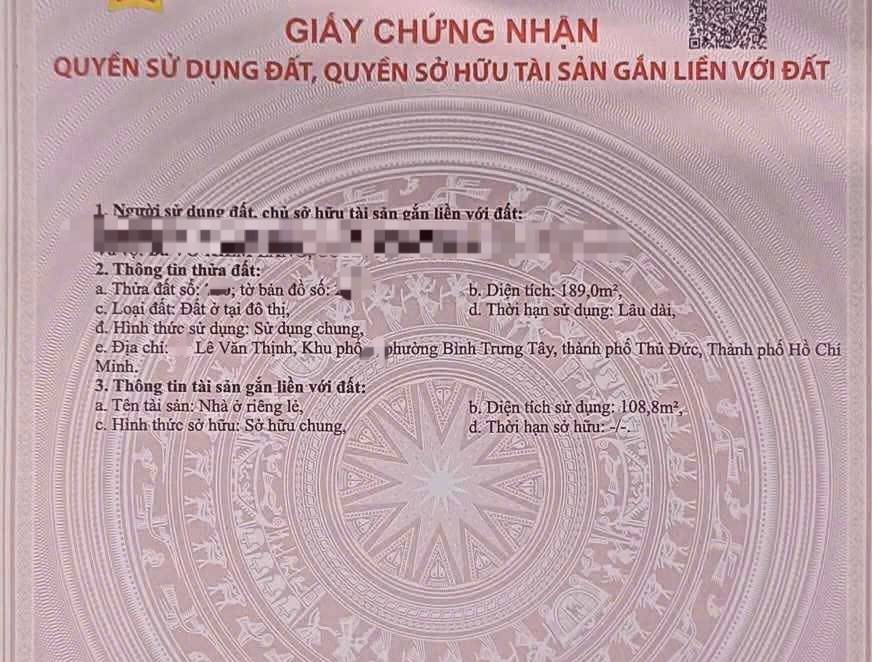 GIẤY CHỨNG NHẬN
QUYỀN SỬ DỤNG ĐẤT, QUYỀN SỞ HỮU TÀI SẢN GẮN LIỀN VỚI ĐẤT
1. Người sử dụng đất, chủ sở hữu tài sản gắn liền với đất:
2. Thông tin thửa đất:
a. Thửa đất số: ; tờ bản đồ số: b. Diện tích: 189,0m²,
c. Loại đất: Đất ở tại đô thị, d. Thời hạn sử dụng: Lâu dài,
đ. Hình thức sử dụng: Sử dụng chung,
e. Địa chỉ: Lê Văn Thịnh, Khu phố , phường Bình Trưng Tây, thành phố Thủ Đức, Thành phố Hồ Chí
Minh.
3. Thông tin tài sản gắn liền với đất:
a. Tên tài sản: Nhà ở riêng lẻ, b. Diện tích sử dụng: 108,8m²,
c. Hình thức sở hữu: Sở hữu chung, d. Thời hạn sở hữu: -/-.